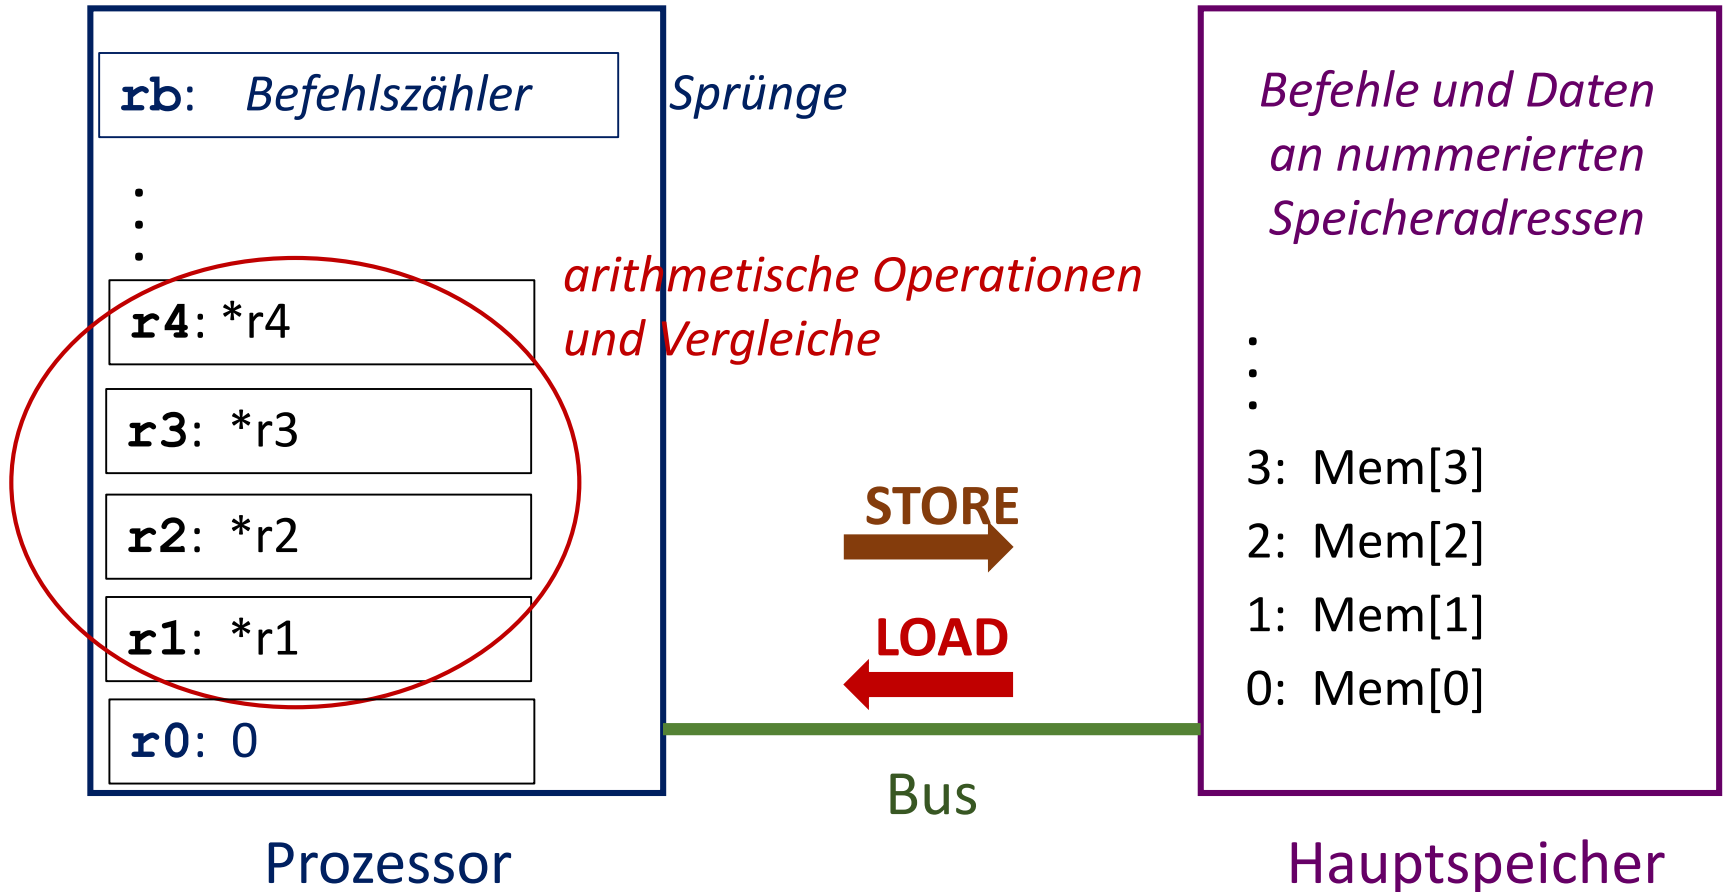 rb: Befehlszähler
Sprünge
arithmetische Operationen
und Vergleiche
r4: *r4
r3: *r3
r2: *r2
r1: *r1
r0: 0
Prozessor
STORE
LOAD
Bus
Befehle und Daten
an nummerierten
Speicheradressen
3: Mem[3]
2: Mem[2]
1: Mem[1]
0: Mem[0]
Hauptspeicher